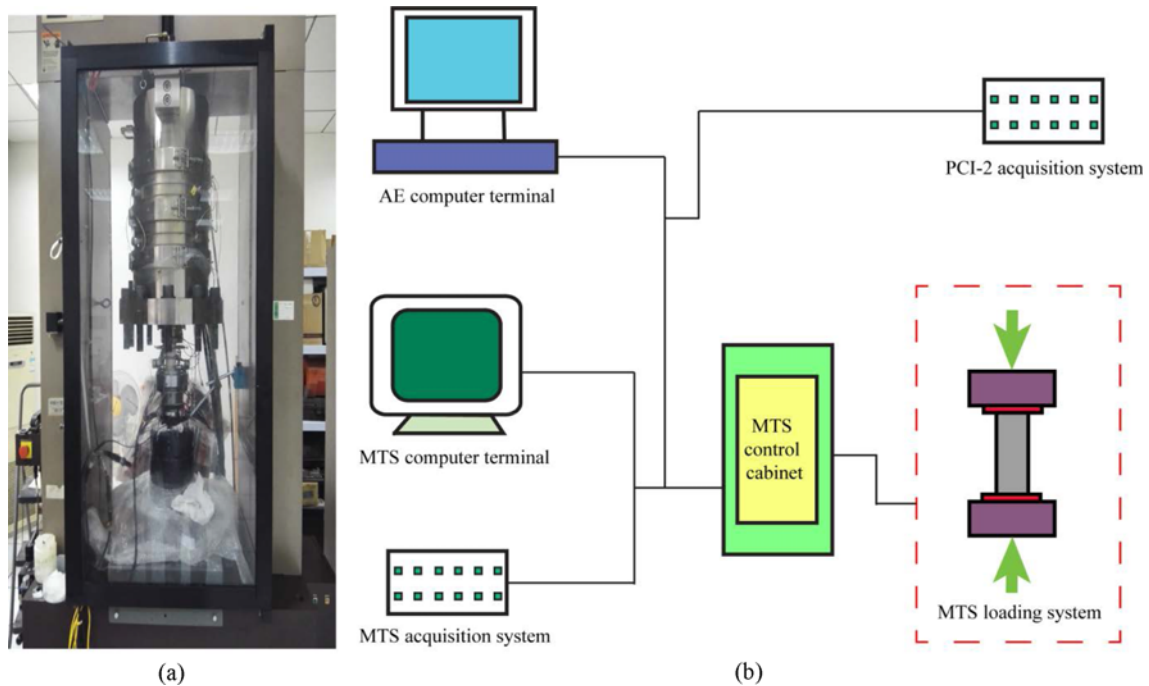 AE computer terminal
PCI-2 acquisition system
MTS computer terminal
MTS
control
cabinet
MTS acquisition system
MTS loading system
(a)
(b)